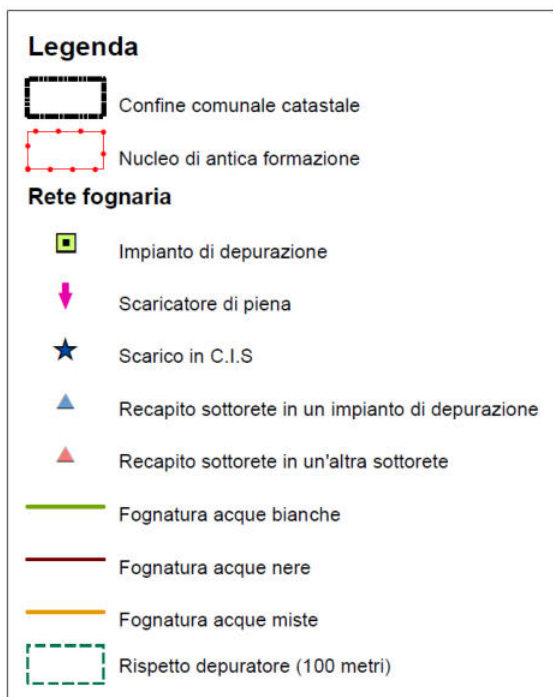 Legenda
Confine comunale catastale
Nucleo di antica formazione
Rete fognaria
Impianto di depurazione
Scaricatore di piena
Scarico in C.I.S
Recapito sottorete in un impianto di depurazione
Recapito sottorete in un'altra sottorete
Fognatura acque bianche
Fognatura acque nere
Fognatura acque miste
Rispetto depuratore (100 metri)